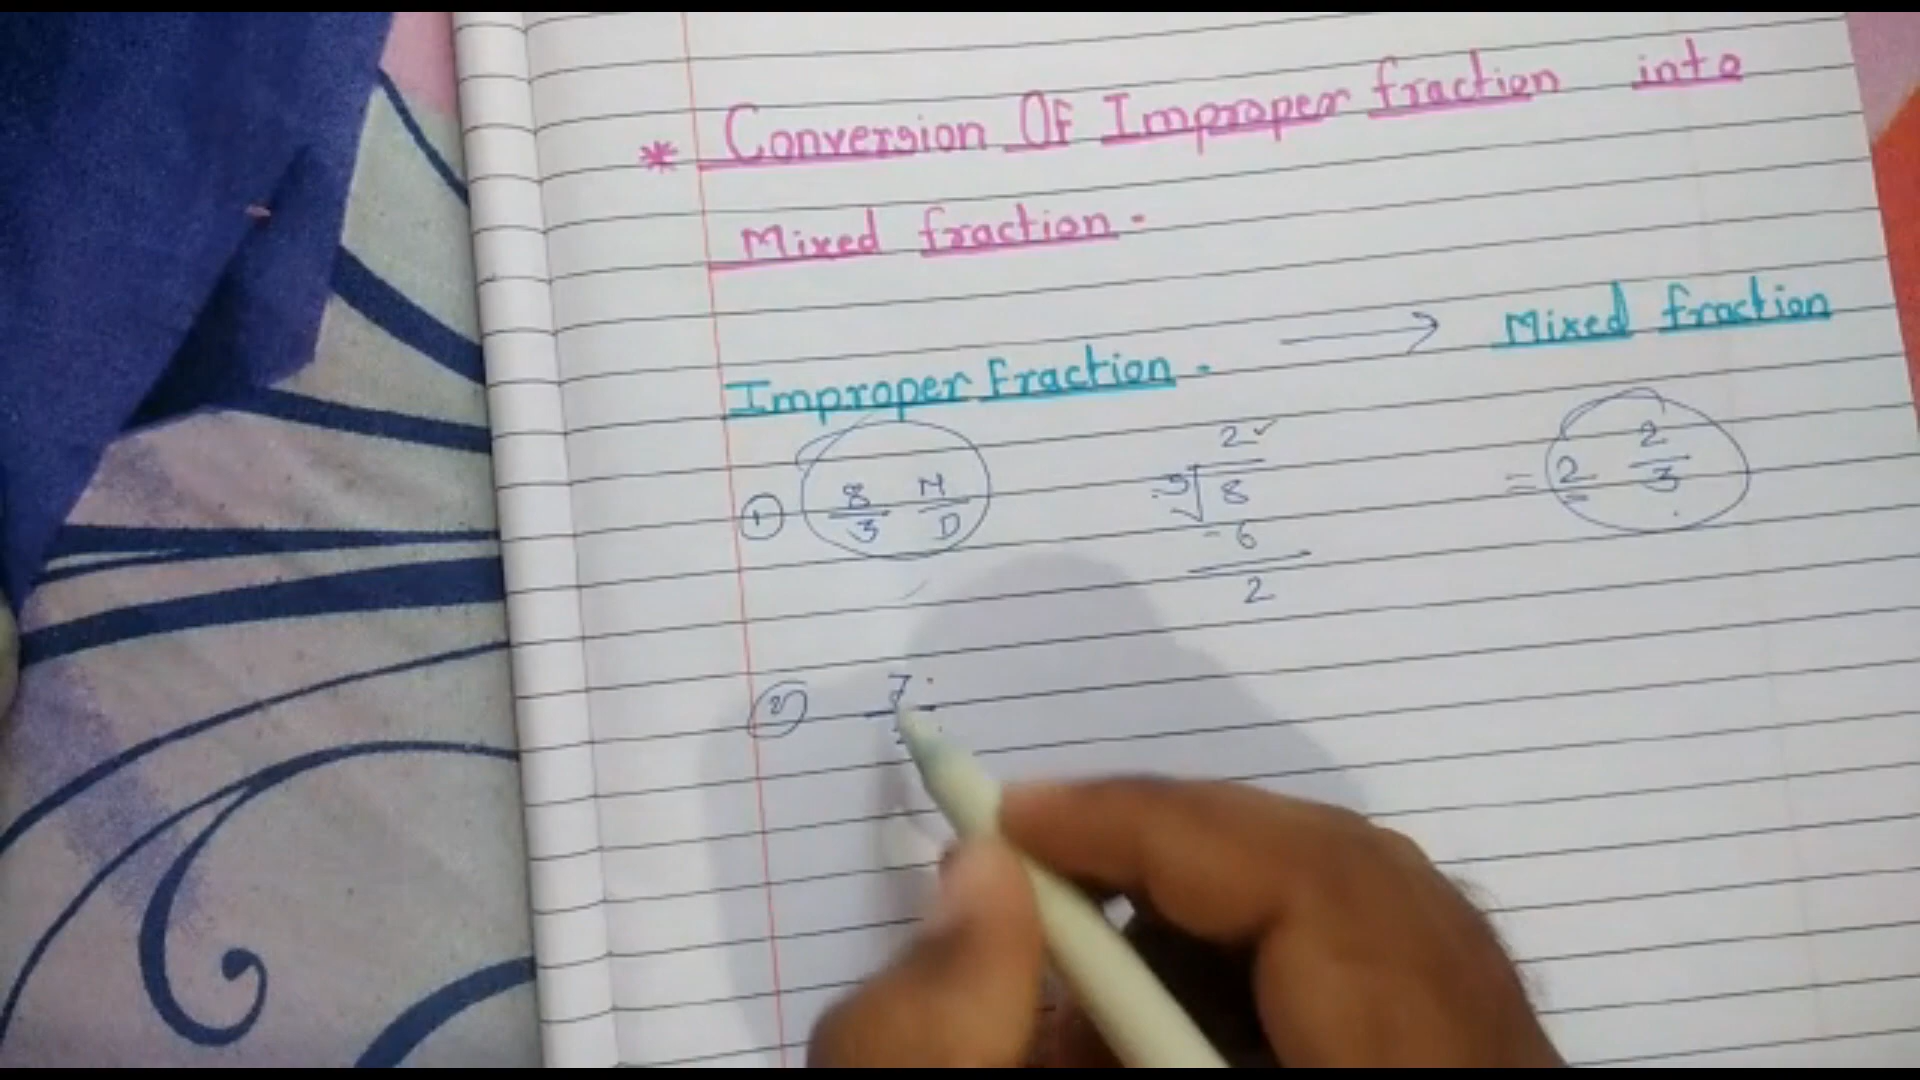 * Conversion Of Improper fraction into
Mixed fraction.
Improper Fraction. → Mixed fraction
① 8/3 N/D
2 ✓
3√8
- 6
2
= 2 2/3
② 7